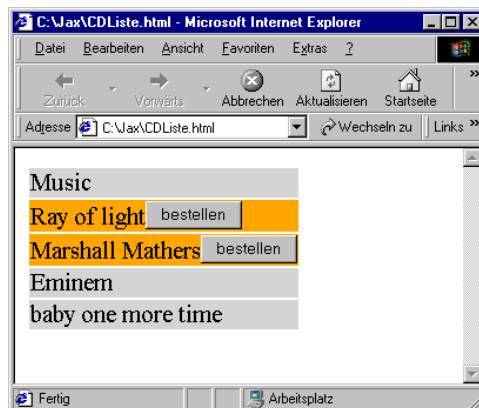 C:\Jax\CDListe.html - Microsoft Internet Explorer
Datei Bearbeiten Ansicht Favoriten Extras ?
Zurück Vorwärts Abbrechen Aktualisieren Startseite »
Adresse C:\Jax\CDListe.html Wechseln zu Links »
Music
Ray of light bestellen
Marshall Mathers bestellen
Eminem
baby one more time
Fertig Arbeitsplatz